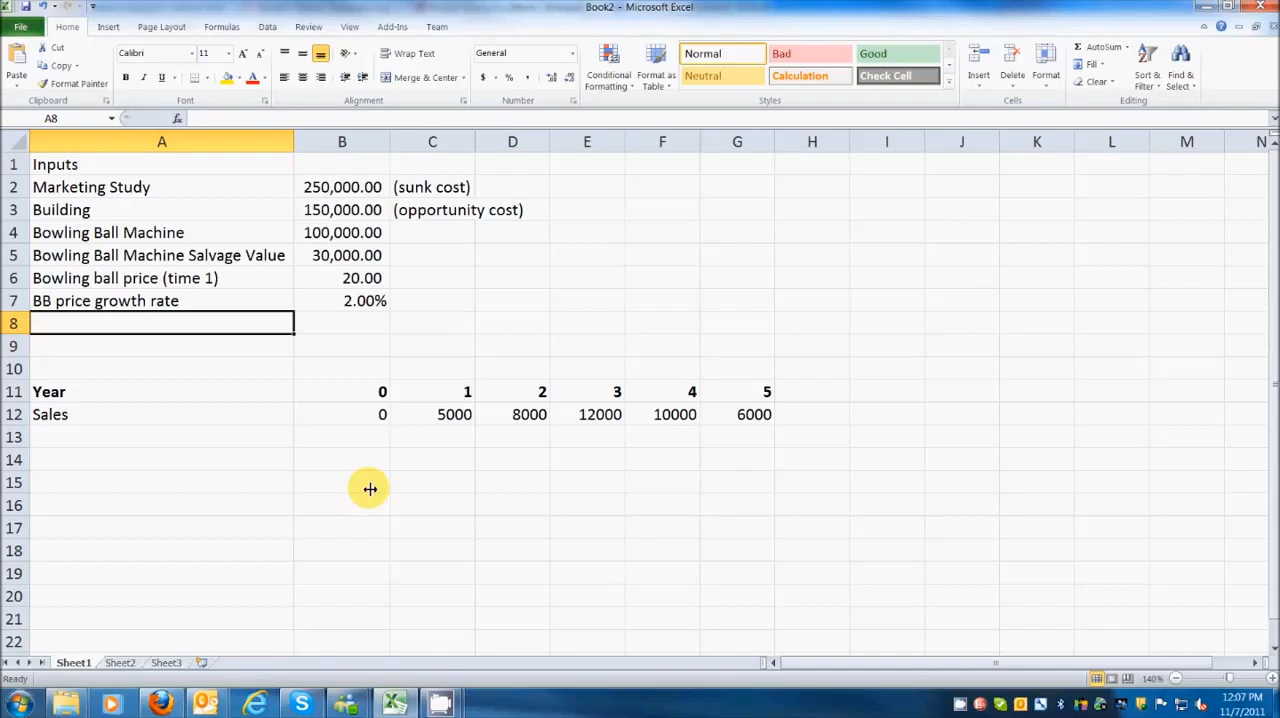 Book2 - Microsoft Excel
File Home Insert Page Layout Formulas Data Review View Add-Ins Team
Cut
Copy
Format Painter
Paste
Clipboard
Calibri 11
B I U
Font
Wrap Text
Merge & Center
Alignment
General
$ % ,
Number
Conditional Formatting
Format as Table
Normal Bad Good
Neutral Calculation Check Cell
Styles
Insert Delete Format
Cells
AutoSum
Fill
Clear
Sort & Filter
Find & Select
Editing
A8 fx
A B C D E F G H I J K L M N
1 Inputs
2 Marketing Study 250,000.00 (sunk cost)
3 Building 150,000.00 (opportunity cost)
4 Bowling Ball Machine 100,000.00
5 Bowling Ball Machine Salvage Value 30,000.00
6 Bowling ball price (time 1) 20.00
7 BB price growth rate 2.00%
8
9
10
11 Year 0 1 2 3 4 5
12 Sales 0 5000 8000 12000 10000 6000
13
14
15
16
17
18
19
20
21
22
Sheet1 Sheet2 Sheet3
Ready 140%
12:07 PM
11/7/2011